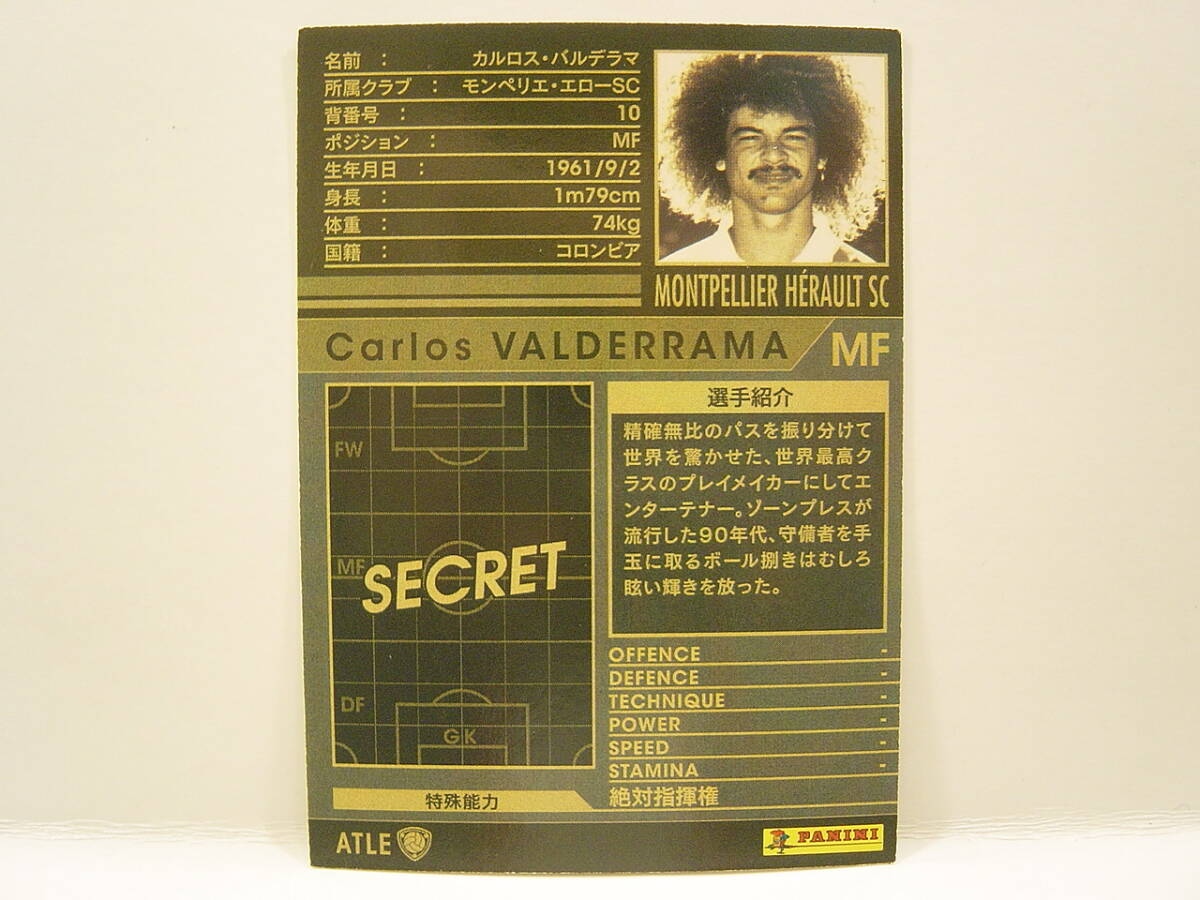 名前 : カルロス・バルデラマ
所属クラブ : モンペリエ・エローSC
背番号 : 10
ポジション : MF
生年月日 : 1961/9/2
身長 : 1m79cm
体重 : 74kg
国籍 : コロンビア
MONTPELLIER HÉRAULT SC
Carlos VALDERRAMA
MF
FW
MF
SECRET
DF
GK
選手紹介
精確無比のパスを振り分けて
世界を驚かせた、世界最高ク
ラスのプレイメイカーにしてエ
ンターテナー。ゾーンプレスが
流行した90年代、守備者を手
玉に取るボール捌きはむしろ
眩い輝きを放った。
OFFENCE -
DEFENCE -
TECHNIQUE -
POWER -
SPEED -
STAMINA -
特殊能力 絶対指揮権
ATLE
PANINI